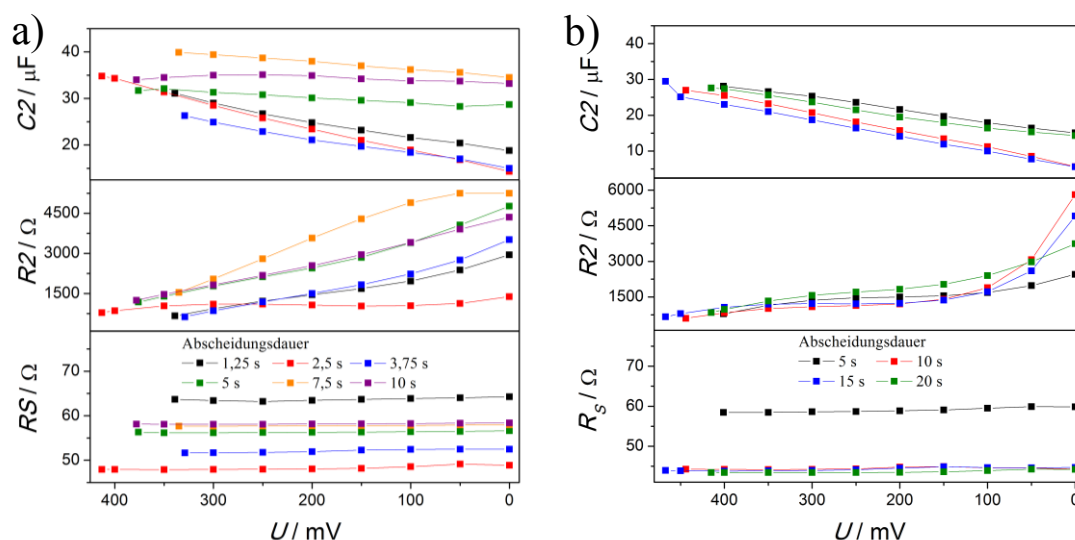 a)
C2 / µF
40
30
20
R2 / Ω
4500
3000
1500
RS / Ω
70
60
50
Abscheidungsdauer
1,25 s 2,5 s 3,75 s
5 s 7,5 s 10 s
400 300 200 100 0
U / mV
b)
C2 / µF
40
30
20
10
R2 / Ω
6000
4500
3000
1500
R_S / Ω
70
60
50
Abscheidungsdauer
5 s 10 s
15 s 20 s
400 300 200 100 0
U / mV